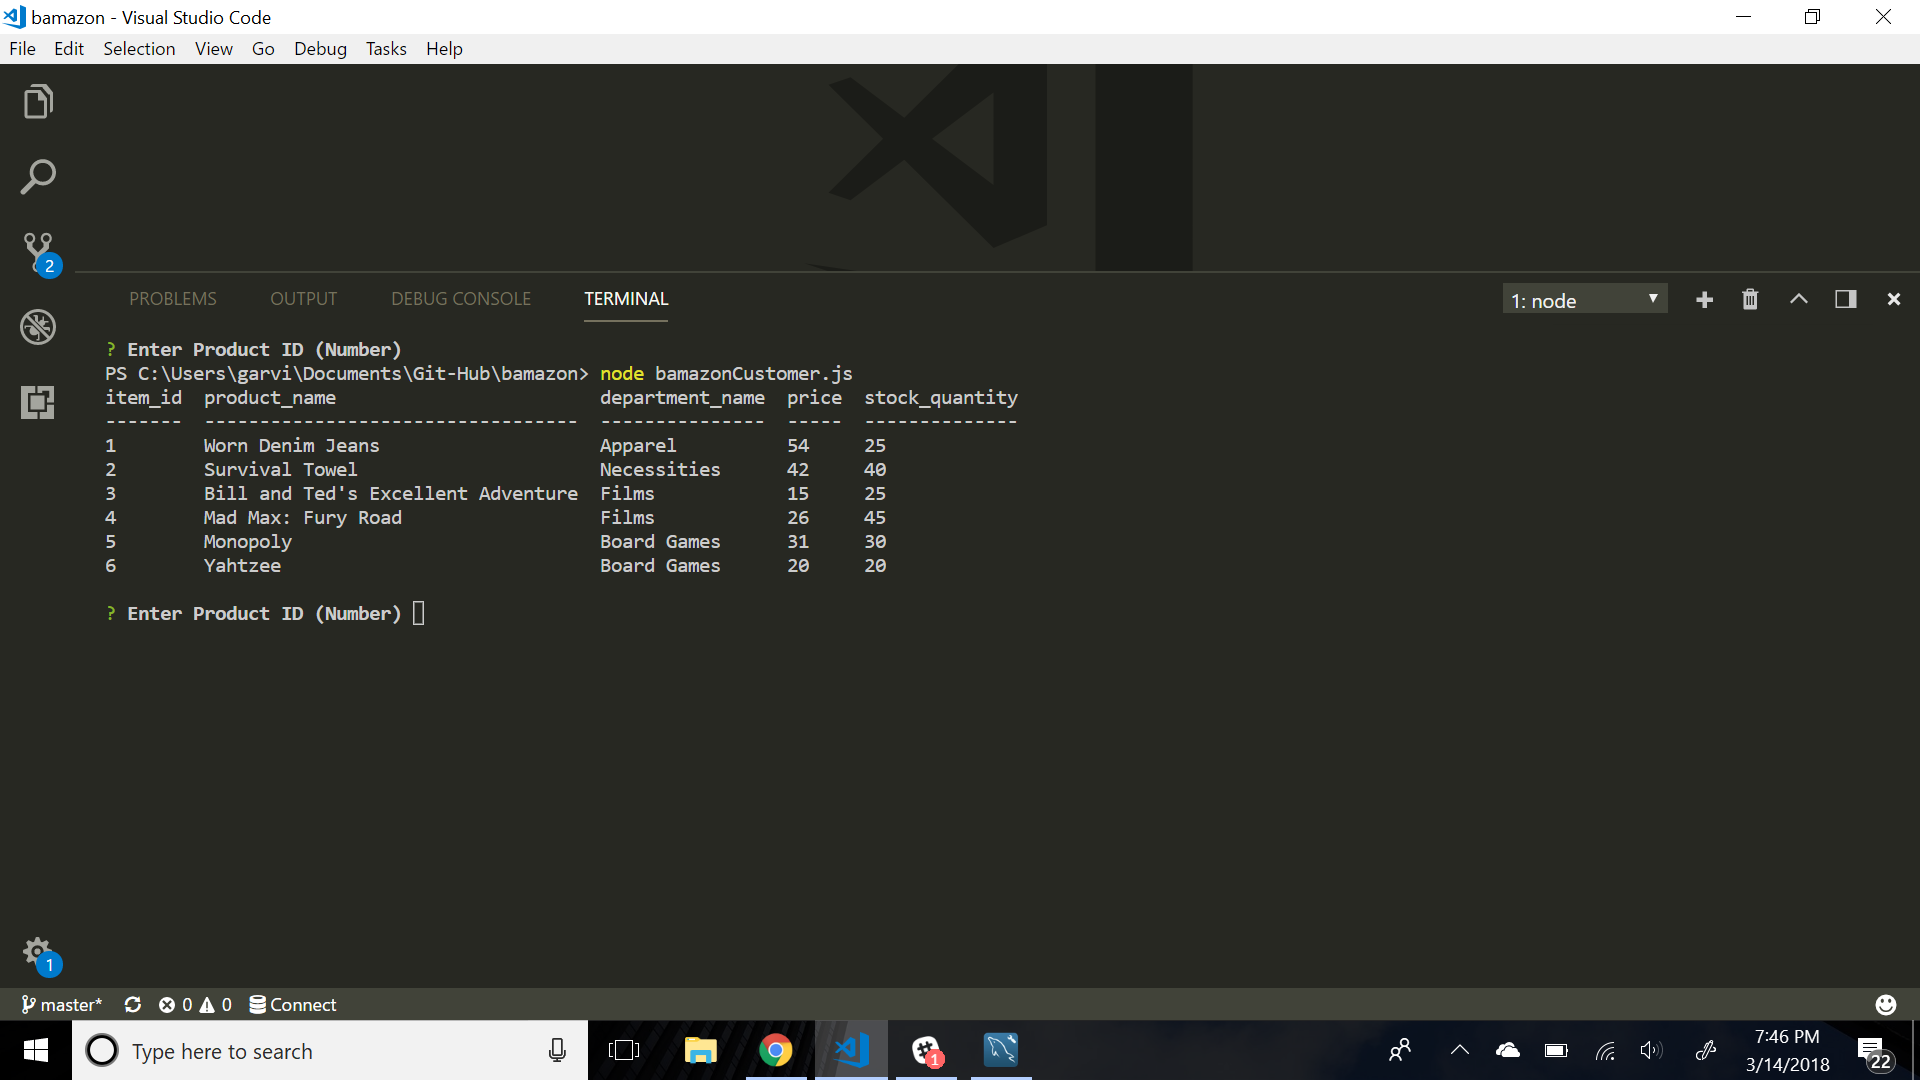 bamazon - Visual Studio Code
File Edit Selection View Go Debug Tasks Help
2
PROBLEMS OUTPUT DEBUG CONSOLE TERMINAL 1: node
? Enter Product ID (Number)
PS C:\Users\garvi\Documents\Git-Hub\bamazon> node bamazonCustomer.js
item_id  product_name                        department_name  price  stock_quantity
-------  ----------------------------------  ---------------  -----  --------------
1        Worn Denim Jeans                    Apparel          54     25
2        Survival Towel                      Necessities      42     40
3        Bill and Ted's Excellent Adventure  Films            15     25
4        Mad Max: Fury Road                  Films            26     45
5        Monopoly                            Board Games      31     30
6        Yahtzee                             Board Games      20     20
? Enter Product ID (Number)
1
master* 0 0 Connect
Type here to search
1
7:46 PM
3/14/2018
22